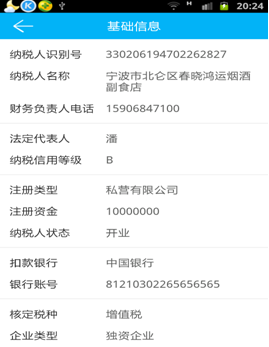 20:24
基础信息
纳税人识别号 330206194702262827
纳税人名称 宁波市北仑区春晓鸿运烟酒
副食店
财务负责人电话 15906847100
法定代表人 潘
纳税信用等级 B
注册类型 私营有限公司
注册资金 10000000
纳税人状态 开业
扣款银行 中国银行
银行账号 81210302265656565
核定税种 增值税
企业类型 独资企业